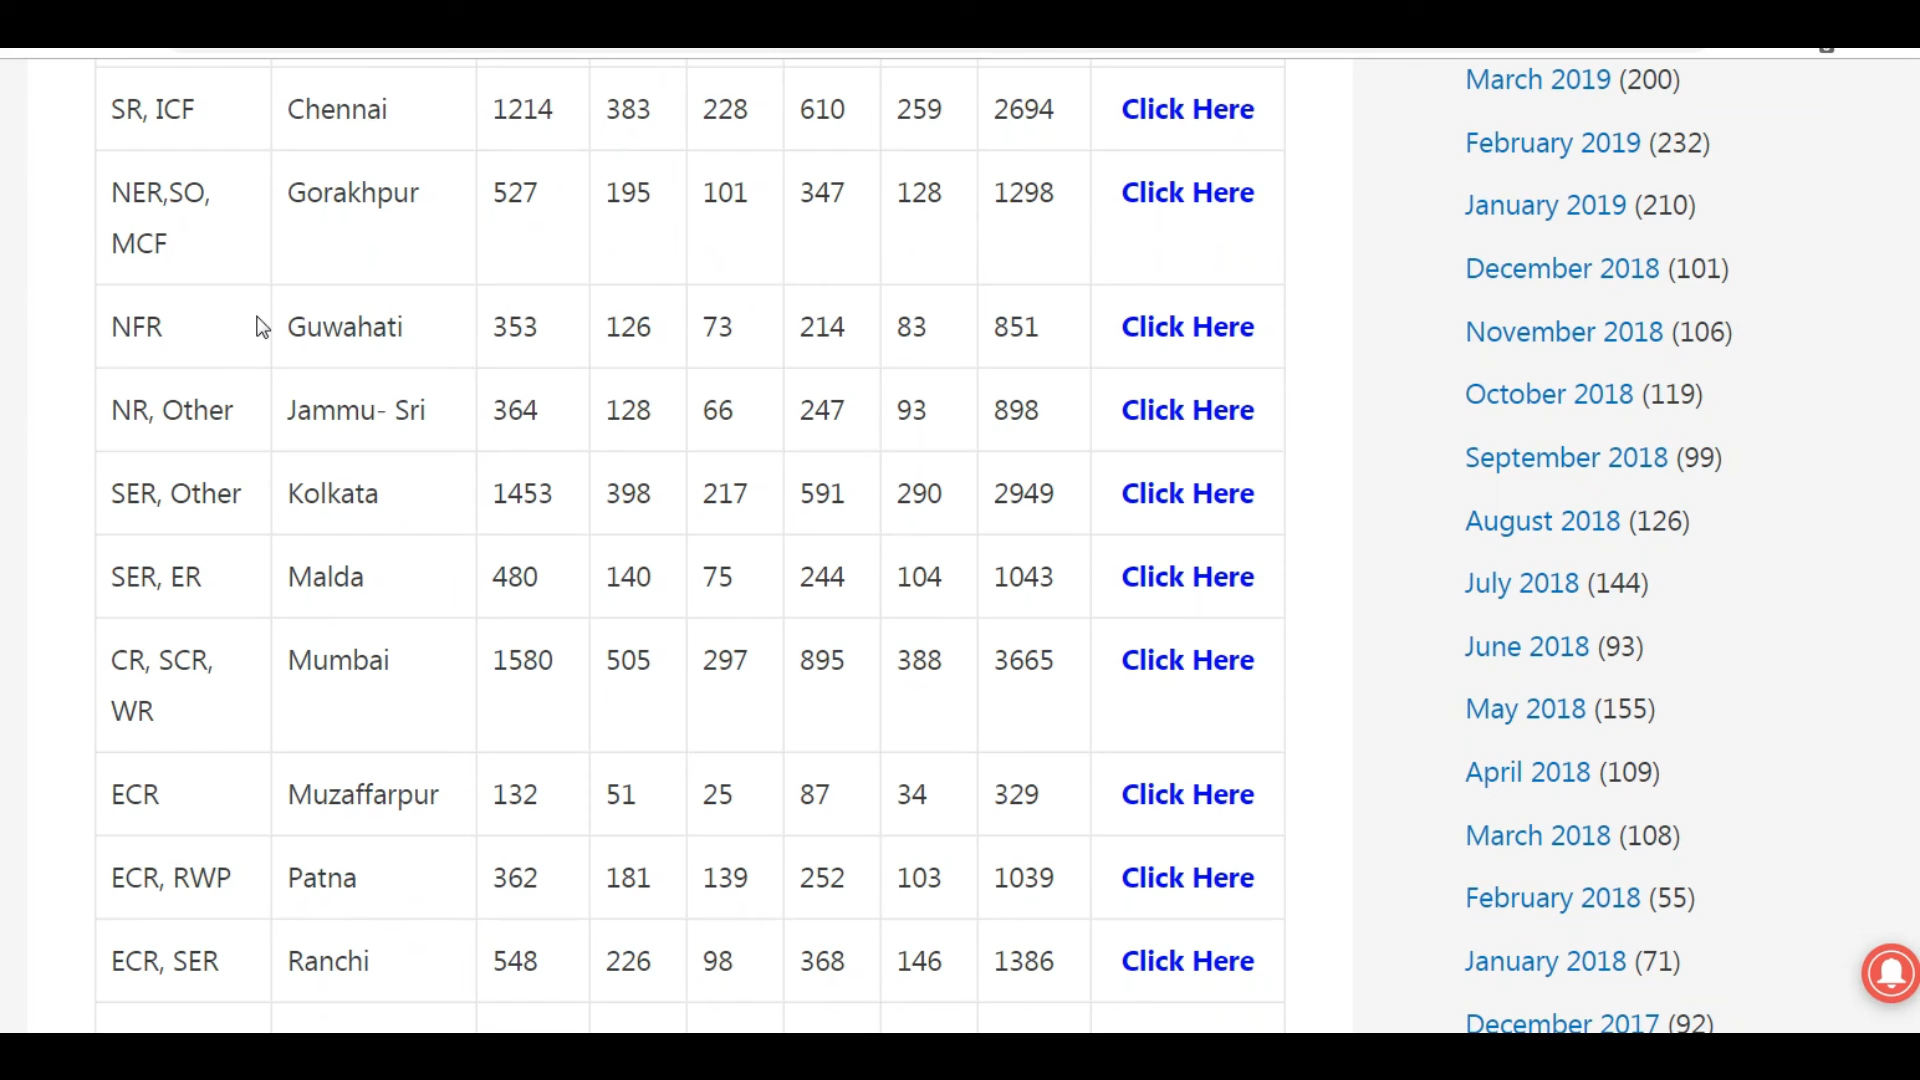 SR, ICF Chennai 1214 383 228 610 259 2694 Click Here
NER,SO, Gorakhpur 527 195 101 347 128 1298 Click Here
MCF
NFR Guwahati 353 126 73 214 83 851 Click Here
NR, Other Jammu- Sri 364 128 66 247 93 898 Click Here
SER, Other Kolkata 1453 398 217 591 290 2949 Click Here
SER, ER Malda 480 140 75 244 104 1043 Click Here
CR, SCR, Mumbai 1580 505 297 895 388 3665 Click Here
WR
ECR Muzaffarpur 132 51 25 87 34 329 Click Here
ECR, RWP Patna 362 181 139 252 103 1039 Click Here
ECR, SER Ranchi 548 226 98 368 146 1386 Click Here
March 2019 (200)
February 2019 (232)
January 2019 (210)
December 2018 (101)
November 2018 (106)
October 2018 (119)
September 2018 (99)
August 2018 (126)
July 2018 (144)
June 2018 (93)
May 2018 (155)
April 2018 (109)
March 2018 (108)
February 2018 (55)
January 2018 (71)
December 2017 (92)